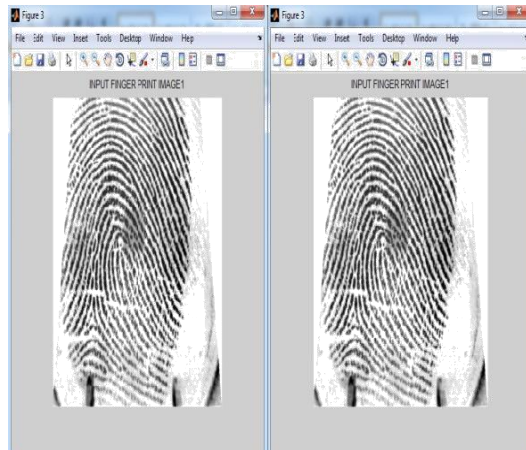 Figure 3
File Edit View Insert Tools Desktop Window Help
INPUT FINGER PRINT IMAGE1
Figure 3
File Edit View Insert Tools Desktop Window Help
INPUT FINGER PRINT IMAGE1